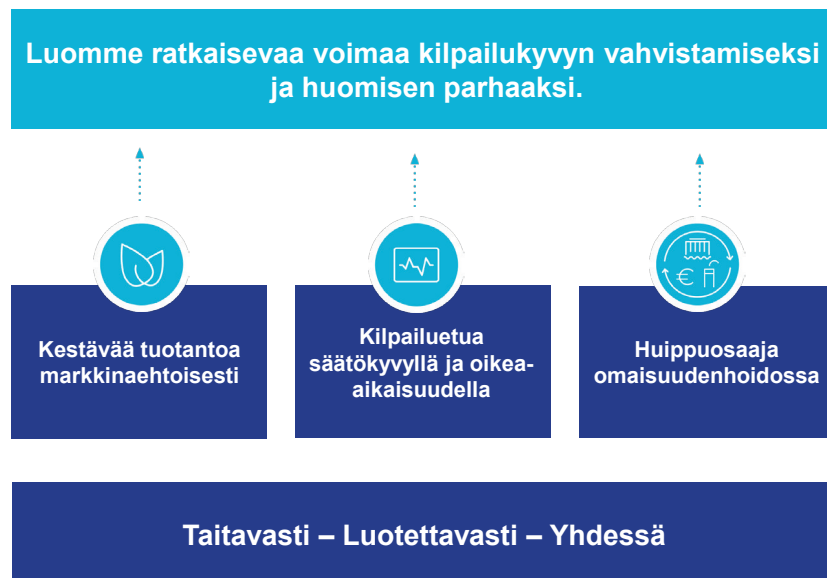 Luomme ratkaisevaa voimaa kilpailukyvyn vahvistamiseksi
ja huomisen parhaaksi.
Kestävää tuotantoa
markkinaehtoisesti
Kilpailuetua
säätökyvyllä ja oikea-
aikaisuudella
Huippuosaaja
omaisuudenhoidossa
Taitavasti – Luotettavasti – Yhdessä